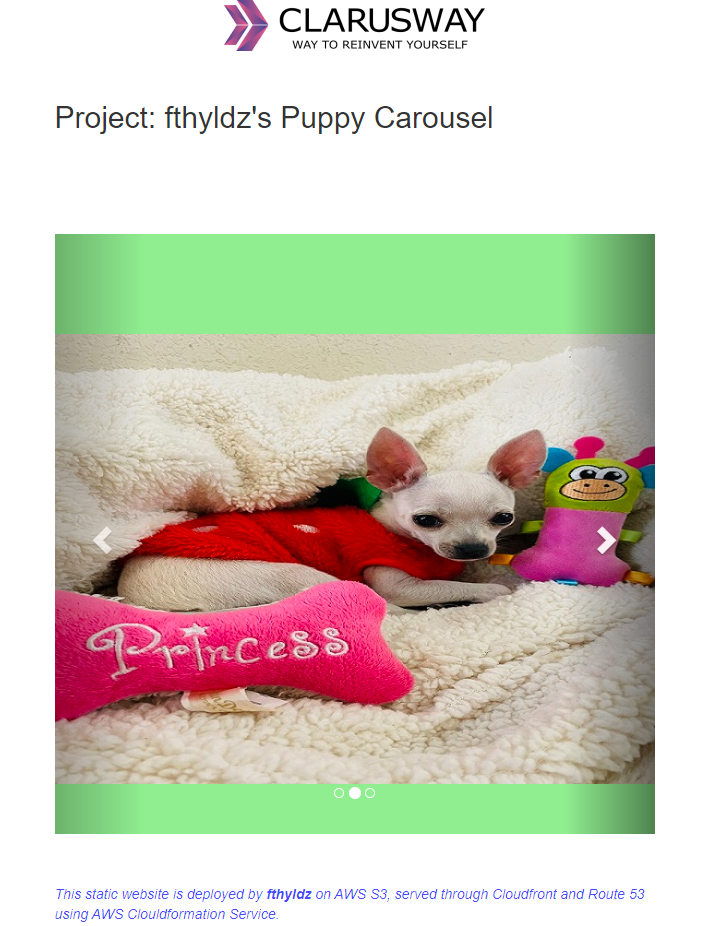 CLARUSWAY
WAY TO REINVENT YOURSELF
Project: fthyldz's Puppy Carousel
Princess
This static website is deployed by fthyldz on AWS S3, served through Cloudfront and Route 53
using AWS Clouldformation Service.